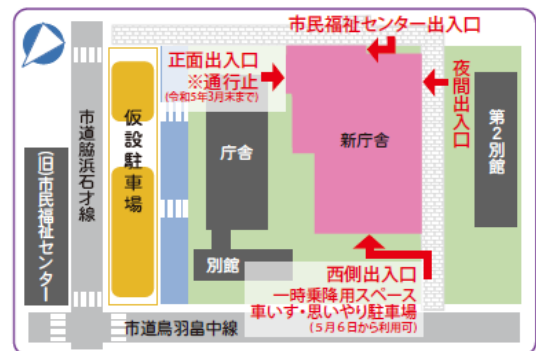 市民福祉センター出入口
正面出入口
※通行止
(令和5年3月末まで)
夜間出入口
市道脇浜石才線
仮設駐車場
庁舎
新庁舎
第2別館
(旧)市民福祉センター
別館
西側出入口
一時乗降用スペース
車いす・思いやり駐車場
(5月6日から利用可)
市道鳥羽畠中線